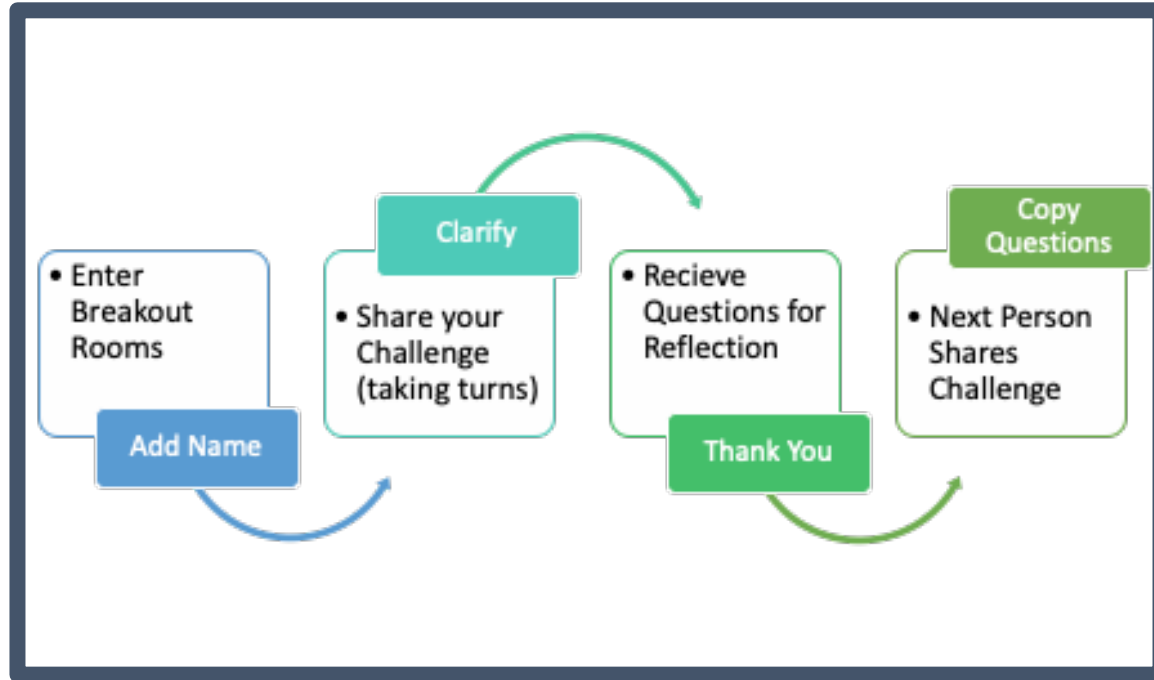 • Enter
Breakout
Rooms
Add Name
Clarify
• Share your
Challenge
(taking turns)
• Recieve
Questions for
Reflection
Thank You
Copy
Questions
• Next Person
Shares
Challenge